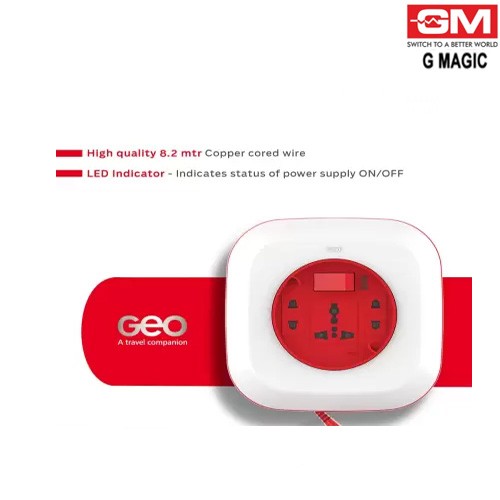 GM
SWITCH TO A BETTER WORLD
G MAGIC
High quality 8.2 mtr Copper cored wire
LED Indicator - Indicates status of power supply ON/OFF
GEO
A travel companion